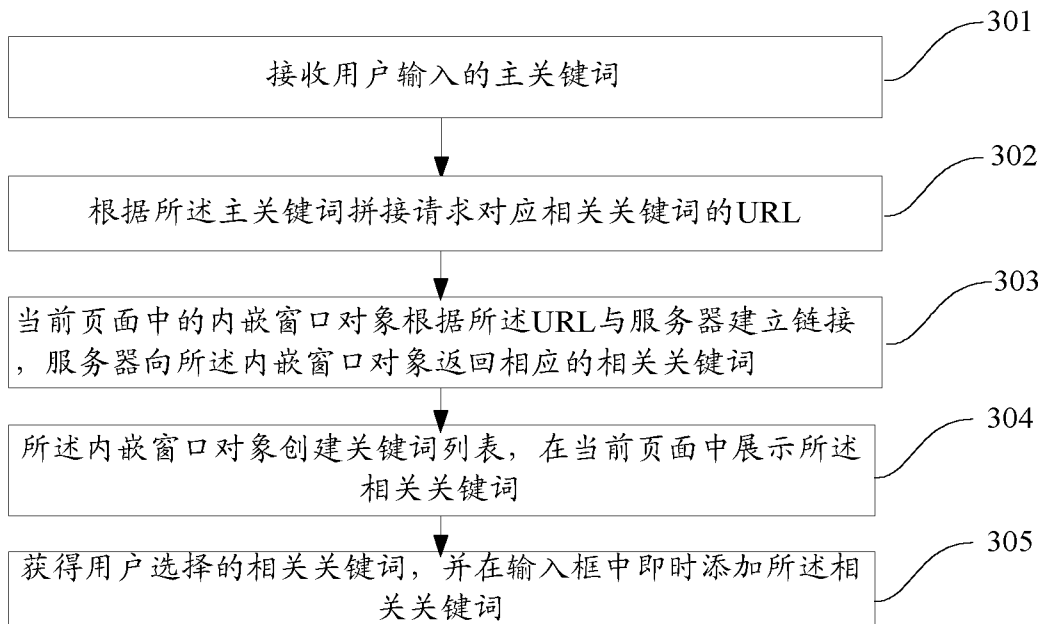 301
接收用户输入的主关键词
302
根据所述主关键词拼接请求对应相关关键词的URL
303
当前页面中的内嵌窗口对象根据所述URL与服务器建立链接
，服务器向所述内嵌窗口对象返回相应的相关关键词
304
所述内嵌窗口对象创建关键词列表，在当前页面中展示所述
相关关键词
305
获得用户选择的相关关键词，并在输入框中即时添加所述相
关关键词